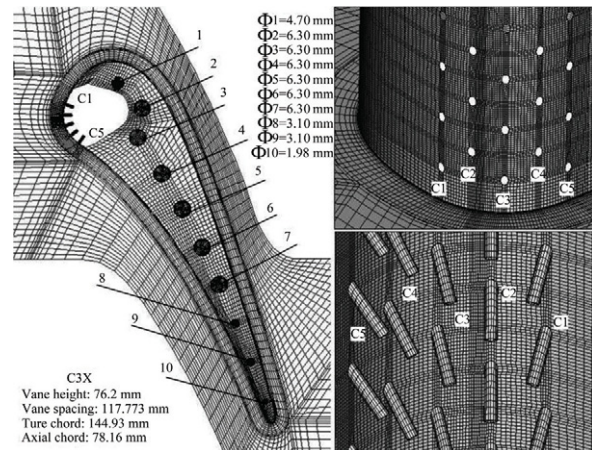 1
2
3
4
5
6
7
8
9
10
C1
C5
Φ1=4.70 mm
Φ2=6.30 mm
Φ3=6.30 mm
Φ4=6.30 mm
Φ5=6.30 mm
Φ6=6.30 mm
Φ7=6.30 mm
Φ8=3.10 mm
Φ9=3.10 mm
Φ10=1.98 mm
C3X
Vane height: 76.2 mm
Vane spacing: 117.773 mm
Ture chord: 144.93 mm
Axial chord: 78.16 mm
C1
C2
C3
C4
C5
C5
C4
C3
C2
C1